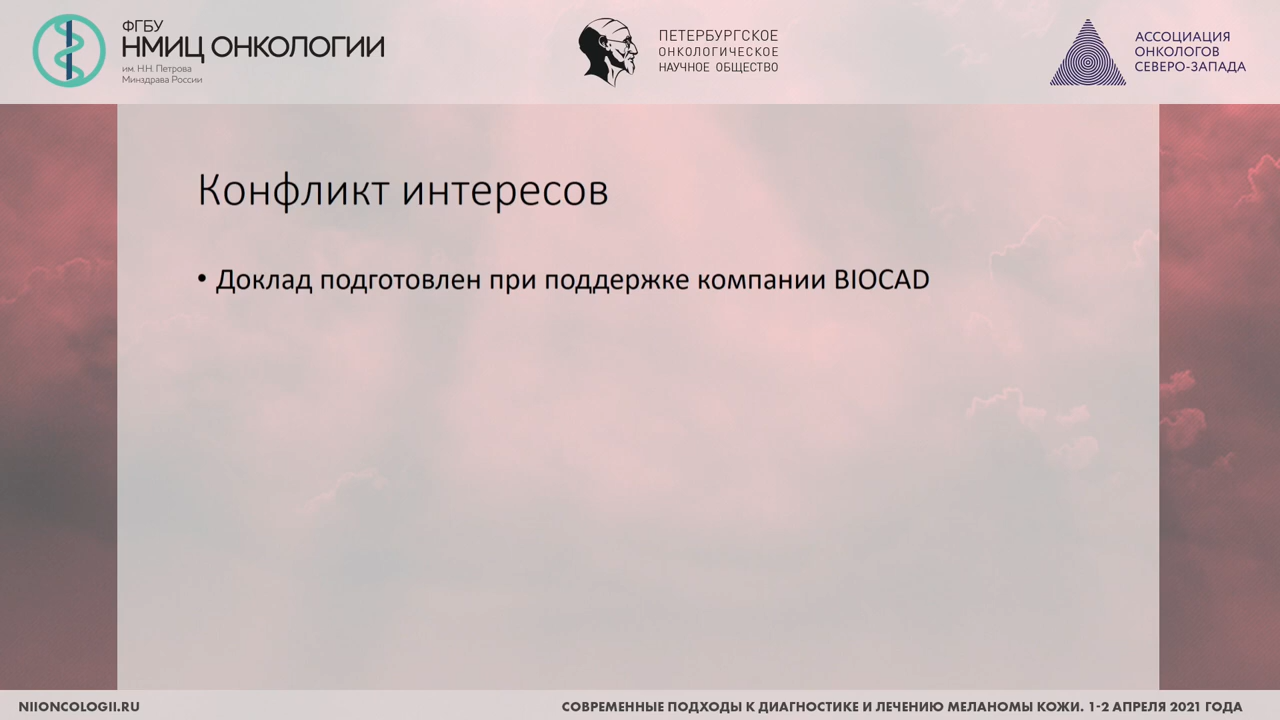 ФГБУ
НМИЦ ОНКОЛОГИИ
им. Н.Н. Петрова
Минздрава России
ПЕТЕРБУРГСКОЕ
ОНКОЛОГИЧЕСКОЕ
НАУЧНОЕ ОБЩЕСТВО
АССОЦИАЦИЯ
ОНКОЛОГОВ
СЕВЕРО-ЗАПАДА
Конфликт интересов
• Доклад подготовлен при поддержке компании BIOCAD
NIIONCOLOGII.RU
СОВРЕМЕННЫЕ ПОДХОДЫ К ДИАГНОСТИКЕ И ЛЕЧЕНИЮ МЕЛАНОМЫ КОЖИ. 1-2 АПРЕЛЯ 2021 ГОДА